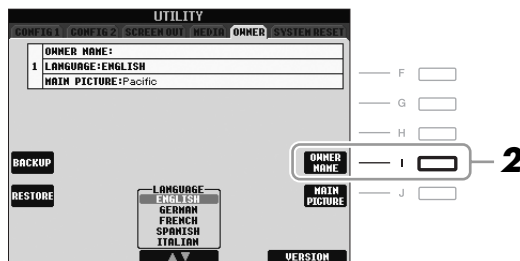 UTILITY
CONFIG 1 CONFIG 2 SCREEN OUT MEDIA OWNER SYSTEM RESET
OWNER NAME:
1 LANGUAGE:ENGLISH
MAIN PICTURE:Pacific
F
G
H
BACKUP
OWNER NAME
I
2
RESTORE
MAIN PICTURE
J
LANGUAGE
ENGLISH
GERMAN
FRENCH
SPANISH
ITALIAN
VERSION